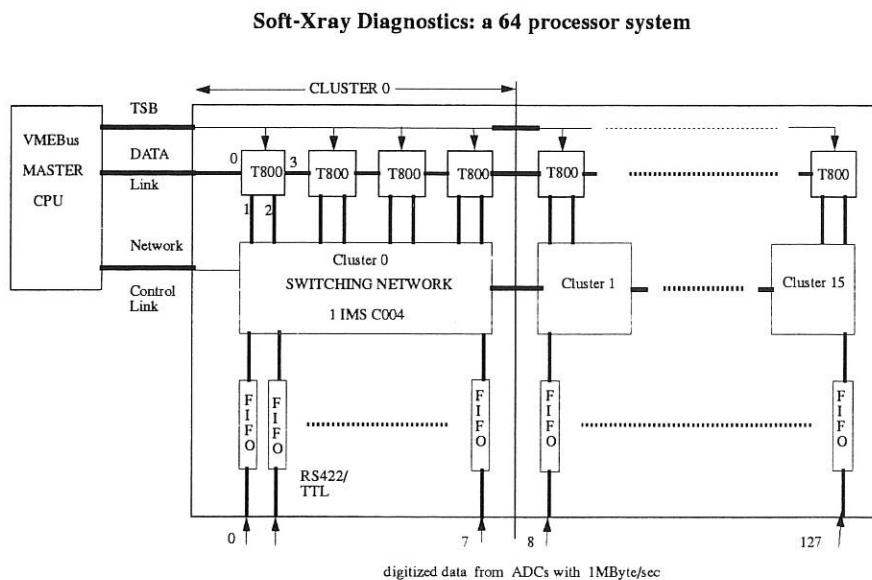 Soft-Xray Diagnostics: a 64 processor system
CLUSTER 0
TSB
VMEBus
MASTER
CPU
DATA
Link
0
T800
3
T800
T800
T800
T800
T800
1
2
Network
Control
Link
Cluster 0
SWITCHING NETWORK
1 IMS C004
Cluster 1
Cluster 15
FIFO
FIFO
FIFO
FIFO
FIFO
RS422/
TTL
0
7
8
127
digitized data from ADCs with 1MByte/sec